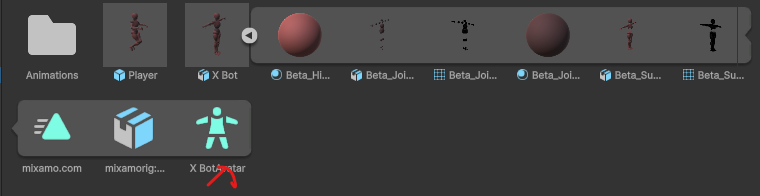 Animations
Player
X Bot
Beta_Hi...
Beta_Joi...
Beta_Joi...
Beta_Joi...
Beta_Su...
Beta_Su...
mixamo.com
mixamorig:...
X BotAvatar